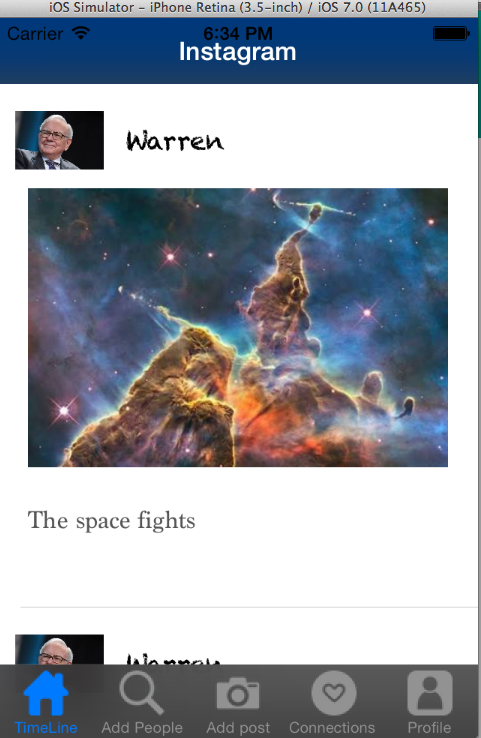 iOS Simulator - iPhone Retina (3.5-inch) / iOS 7.0 (11A465)
Carrier 6:34 PM
Instagram
Warren
The space fights
Warren
TimeLine Add People Add post Connections Profile